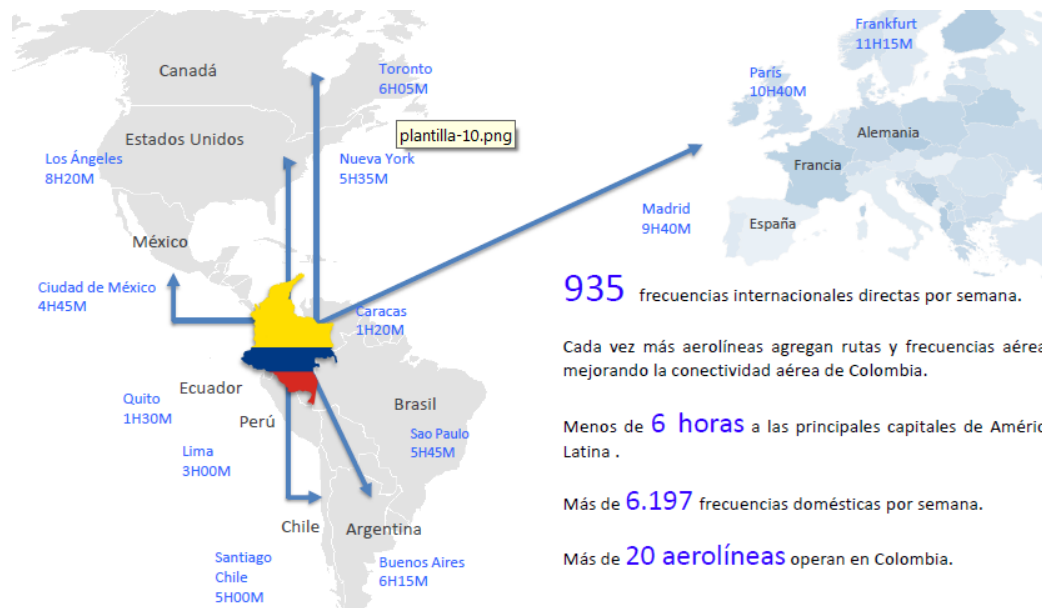 Canadá
Toronto
6H05M
Estados Unidos
plantilla-10.png
Los Ángeles
8H20M
Nueva York
5H35M
México
Ciudad de México
4H45M
Caracas
1H20M
Ecuador
Quito
1H30M
Perú
Brasil
Lima
3H00M
Sao Paulo
5H45M
Chile
Argentina
Santiago
Chile
5H00M
Buenos Aires
6H15M
Frankfurt
11H15M
París
10H40M
Alemania
Francia
Madrid
9H40M
España
935 frecuencias internacionales directas por semana.
Cada vez más aerolíneas agregan rutas y frecuencias aérea
mejorando la conectividad aérea de Colombia.
Menos de 6 horas a las principales capitales de Améric
Latina .
Más de 6.197 frecuencias domésticas por semana.
Más de 20 aerolíneas operan en Colombia.